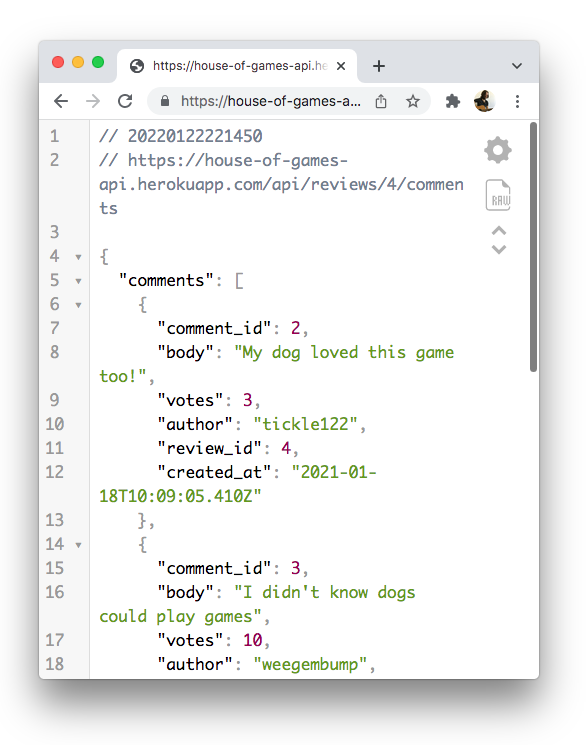 https://house-of-games-api.he
https://house-of-games-a...
1 // 20220122221450
2 // https://house-of-games-
api.herokuapp.com/api/reviews/4/commen
ts
3
4 {
5 "comments": [
6 {
7 "comment_id": 2,
8 "body": "My dog loved this game
too!",
9 "votes": 3,
10 "author": "tickle122",
11 "review_id": 4,
12 "created_at": "2021-01-
18T10:09:05.410Z"
13 },
14 {
15 "comment_id": 3,
16 "body": "I didn't know dogs
could play games",
17 "votes": 10,
18 "author": "weegembump",
RAW